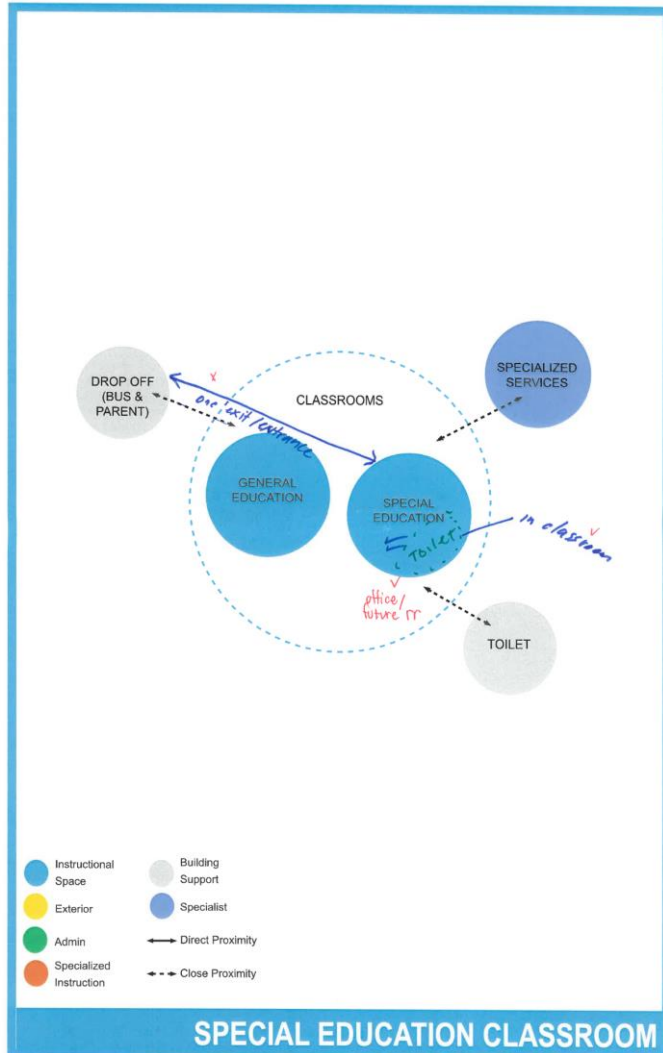 SPECIALIZED
SERVICES
DROP OFF
(BUS &
PARENT)
x
one exit/entrance
CLASSROOMS
GENERAL
EDUCATION
SPECIAL
EDUCATION
Toilet
in classroom
office/
future rr
TOILET
Instructional
Space
Building
Support
Exterior
Specialist
Admin
Direct Proximity
Specialized
Instruction
Close Proximity
SPECIAL EDUCATION CLASSROOM